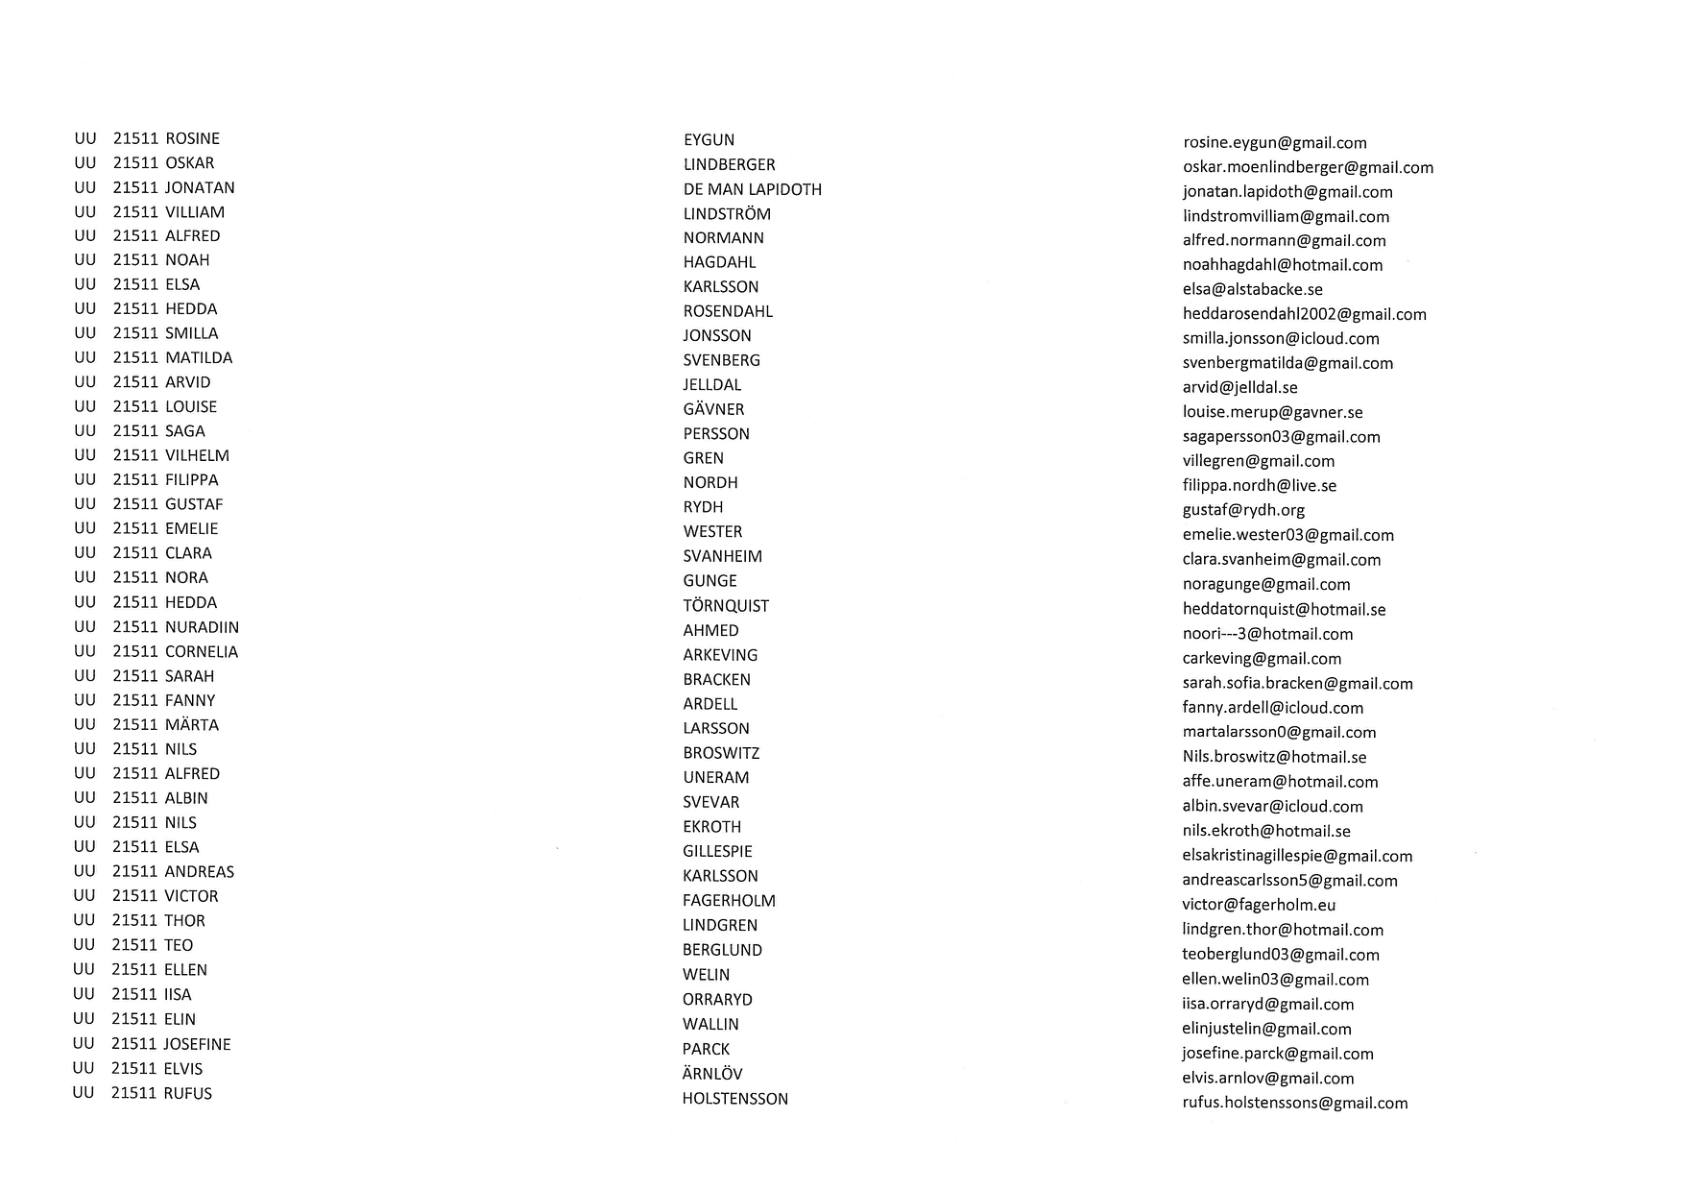 UU 21511 ROSINE EYGUN rosine.eygun@gmail.com
UU 21511 OSKAR LINDBERGER oskar.moenlindberger@gmail.com
UU 21511 JONATAN DE MAN LAPIDOTH jonatan.lapidoth@gmail.com
UU 21511 VILLIAM LINDSTRÖM lindstromvilliam@gmail.com
UU 21511 ALFRED NORMANN alfred.normann@gmail.com
UU 21511 NOAH HAGDAHL noahhagdahl@hotmail.com
UU 21511 ELSA KARLSSON elsa@alstabacke.se
UU 21511 HEDDA ROSENDAHL heddarosendahl2002@gmail.com
UU 21511 SMILLA JONSSON smilla.jonsson@icloud.com
UU 21511 MATILDA SVENBERG svenbergmatilda@gmail.com
UU 21511 ARVID JELLDAL arvid@jelldal.se
UU 21511 LOUISE GÄVNER louise.merup@gavner.se
UU 21511 SAGA PERSSON sagapersson03@gmail.com
UU 21511 VILHELM GREN villegren@gmail.com
UU 21511 FILIPPA NORDH filippa.nordh@live.se
UU 21511 GUSTAF RYDH gustaf@rydh.org
UU 21511 EMELIE WESTER emelie.wester03@gmail.com
UU 21511 CLARA SVANHEIM clara.svanheim@gmail.com
UU 21511 NORA GUNGE noragunge@gmail.com
UU 21511 HEDDA TÖRNQUIST heddatornquist@hotmail.se
UU 21511 NURADIIN AHMED noori---3@hotmail.com
UU 21511 CORNELIA ARKEVING carkeving@gmail.com
UU 21511 SARAH BRACKEN sarah.sofia.bracken@gmail.com
UU 21511 FANNY ARDELL fanny.ardell@icloud.com
UU 21511 MÄRTA LARSSON martalarsson0@gmail.com
UU 21511 NILS BROSWITZ Nils.broswitz@hotmail.se
UU 21511 ALFRED UNERAM affe.uneram@hotmail.com
UU 21511 ALBIN SVEVAR albin.svevar@icloud.com
UU 21511 NILS EKROTH nils.ekroth@hotmail.se
UU 21511 ELSA GILLESPIE elsakristinagillespie@gmail.com
UU 21511 ANDREAS KARLSSON andreascarlsson5@gmail.com
UU 21511 VICTOR FAGERHOLM victor@fagerholm.eu
UU 21511 THOR LINDGREN lindgren.thor@hotmail.com
UU 21511 TEO BERGLUND teoberglund03@gmail.com
UU 21511 ELLEN WELIN ellen.welin03@gmail.com
UU 21511 IISA ORRARYD iisa.orraryd@gmail.com
UU 21511 ELIN WALLIN elinjustelin@gmail.com
UU 21511 JOSEFINE PARCK josefine.parck@gmail.com
UU 21511 ELVIS ÄRNLÖV elvis.arnlov@gmail.com
UU 21511 RUFUS HOLSTENSSON rufus.holstenssons@gmail.com